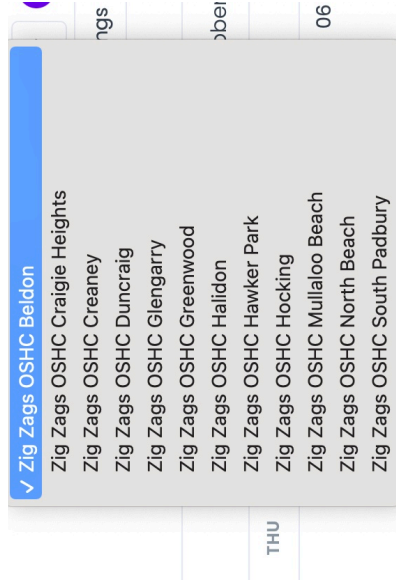 ngs
ober
06
✓ Zig Zags OSHC Beldon
Zig Zags OSHC Craigie Heights
Zig Zags OSHC Creaney
Zig Zags OSHC Duncraig
Zig Zags OSHC Glengarry
Zig Zags OSHC Greenwood
Zig Zags OSHC Halidon
Zig Zags OSHC Hawker Park
Zig Zags OSHC Hocking
Zig Zags OSHC Mullaloo Beach
Zig Zags OSHC North Beach
Zig Zags OSHC South Padbury
THU